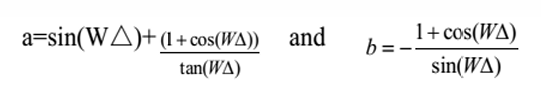 a=sin(W△)+(1+cos(WΔ))/tan(WΔ) and b=-(1+cos(WΔ))/sin(WΔ)